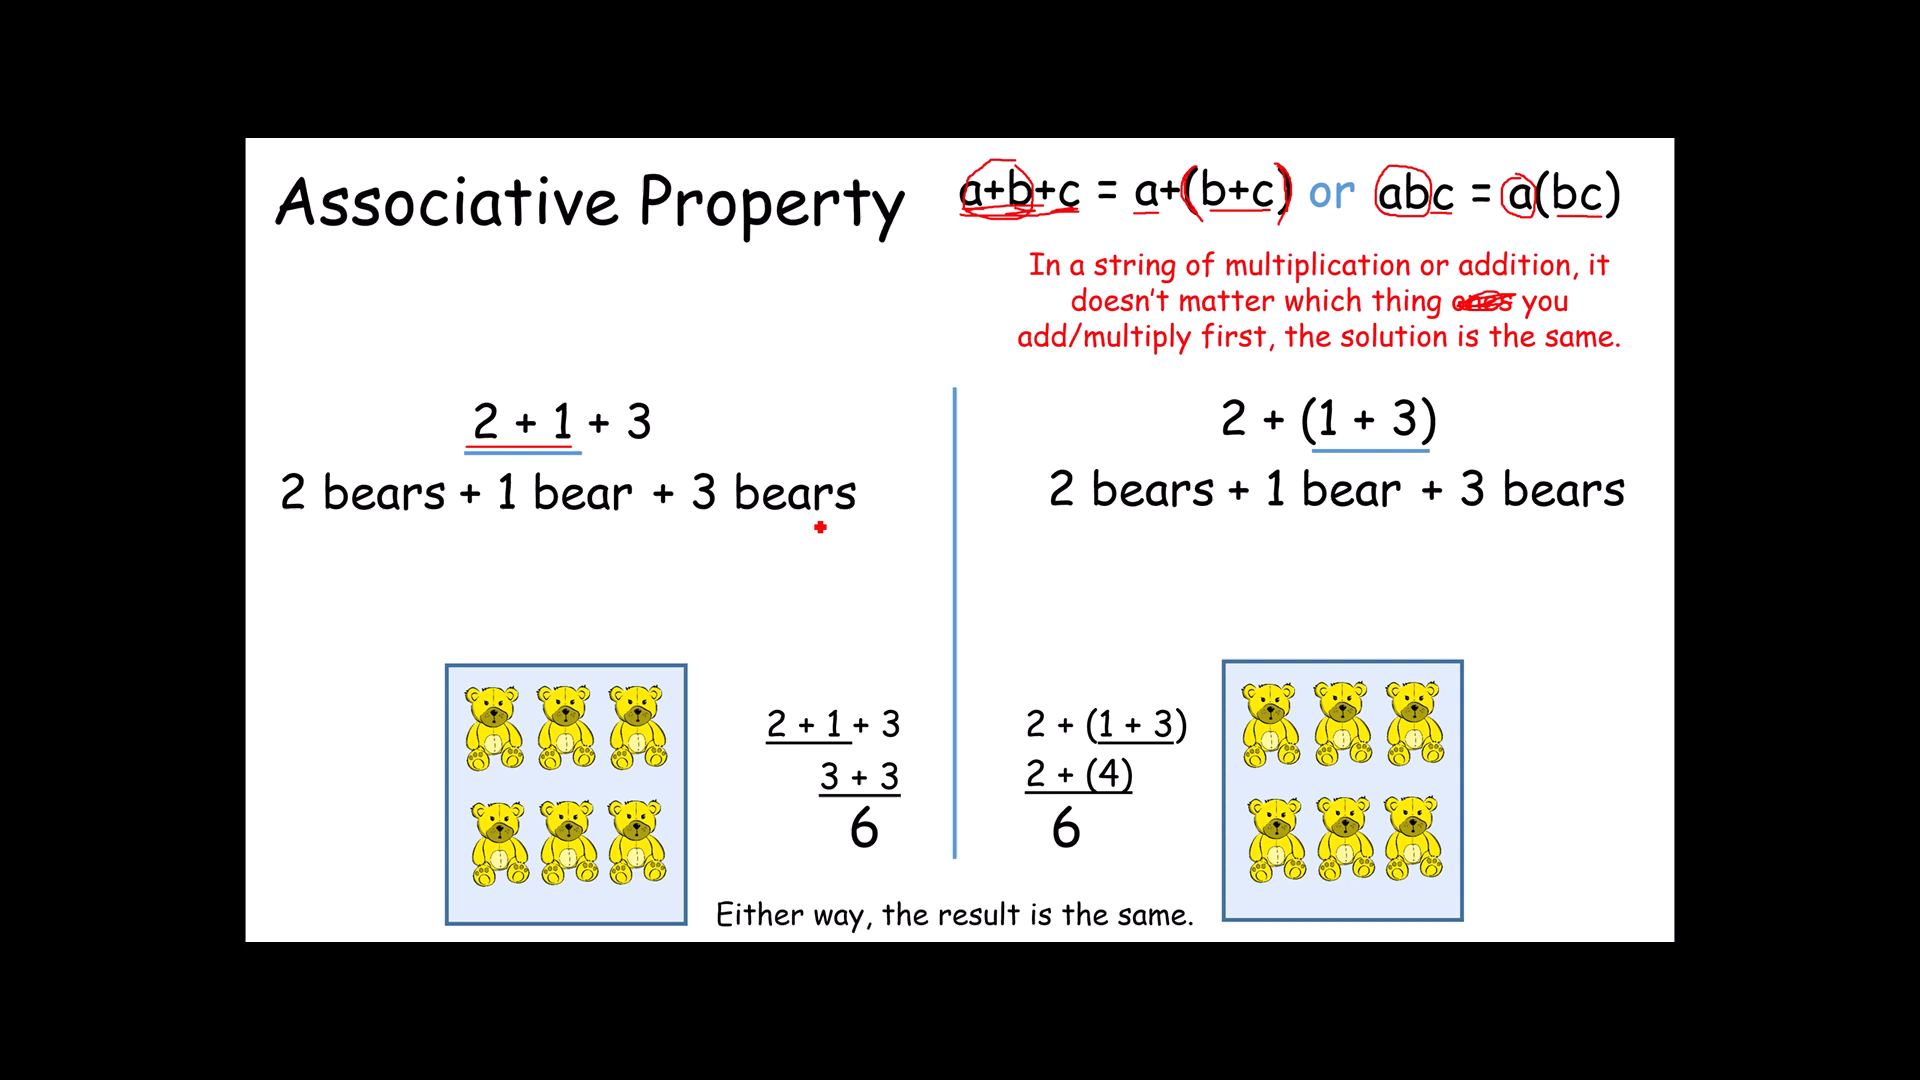 Associative Property
a+b+c = a+(b+c) or abc = a(bc)
In a string of multiplication or addition, it
doesn't matter which thing ones you
add/multiply first, the solution is the same.
2 + 1 + 3
2 bears + 1 bear + 3 bears
2 + 1 + 3
3 + 3
6
2 + (1 + 3)
2 bears + 1 bear + 3 bears
2 + (1 + 3)
2 + (4)
6
Either way, the result is the same.